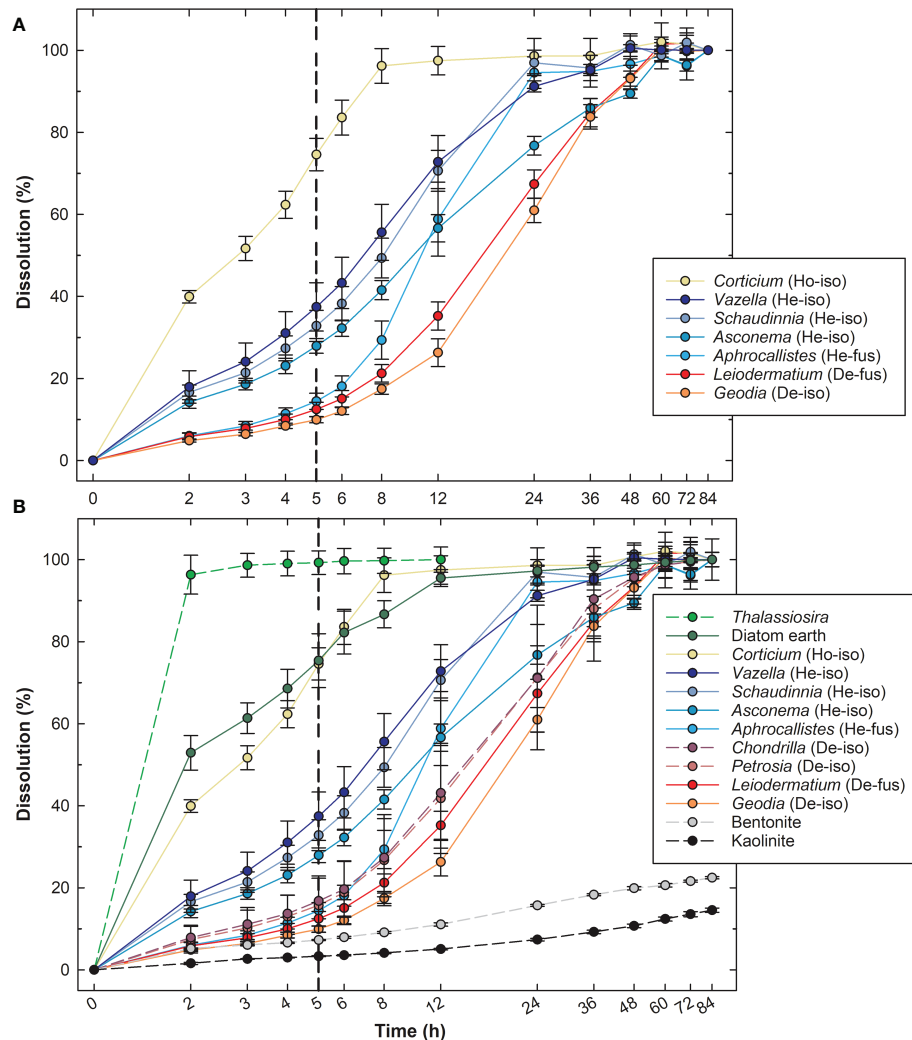 A
Dissolution (%)
100
80
60
40
20
0
0 2 3 4 5 6 8 12 24 36 48 60 72 84
Corticium (Ho-iso)
Vazella (He-iso)
Schaudinnia (He-iso)
Asconema (He-iso)
Aphrocallistes (He-fus)
Leiodermatium (De-fus)
Geodia (De-iso)
B
Dissolution (%)
100
80
60
40
20
0
0 2 3 4 5 6 8 12 24 36 48 60 72 84
Time (h)
Thalassiosira
Diatom earth
Corticium (Ho-iso)
Vazella (He-iso)
Schaudinnia (He-iso)
Asconema (He-iso)
Aphrocallistes (He-fus)
Chondrilla (De-iso)
Petrosia (De-iso)
Leiodermatium (De-fus)
Geodia (De-iso)
Bentonite
Kaolinite